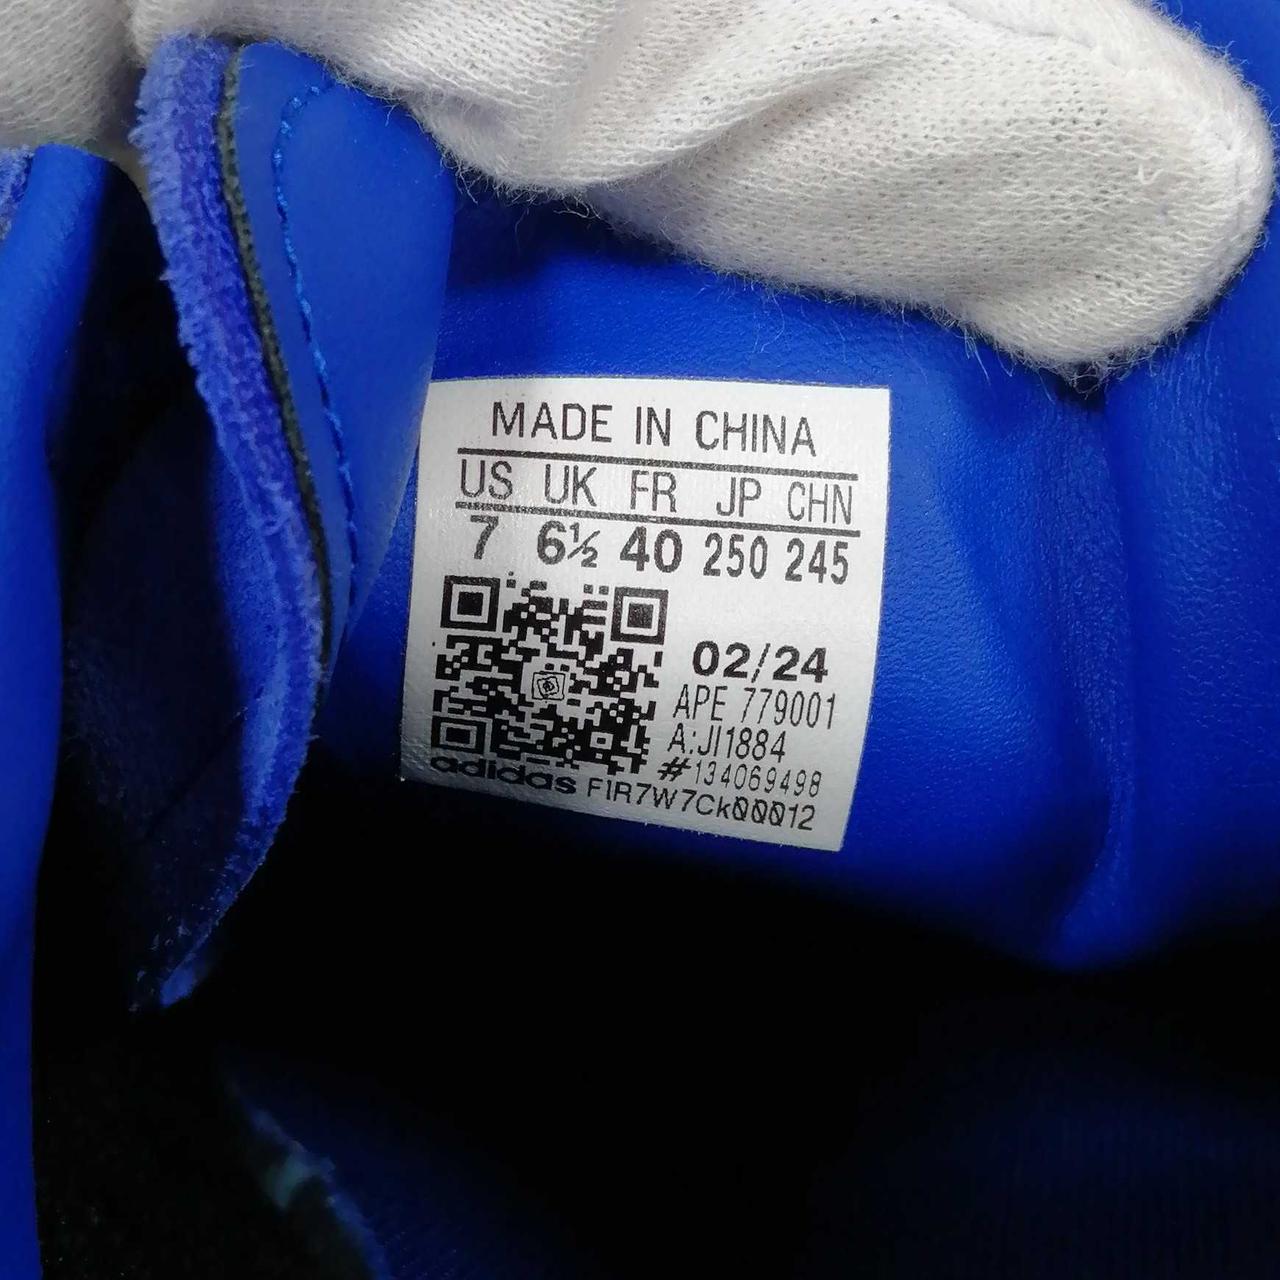 MADE IN CHINA
US UK FR JP CHN
7 6½ 40 250 245
02/24
APE 779001
A:JI1884
#134069498
adidas F1R7W7Ck00012